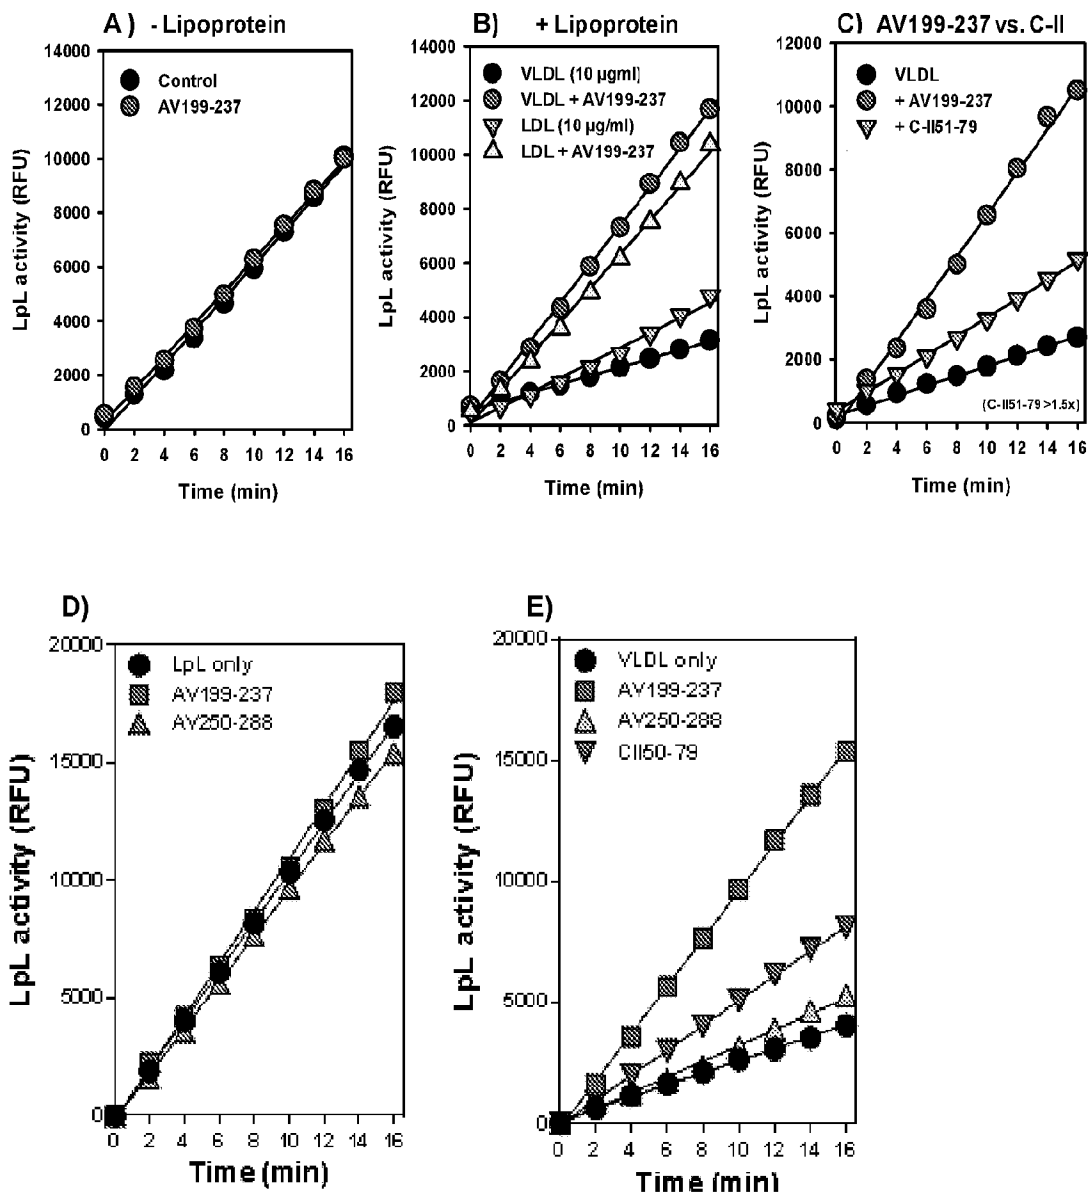 A )   - Lipoprotein
14000
12000
10000
8000
6000
4000
2000
0
LpL activity (RFU)
Control
AV199-237
0 2 4 6 8 10 12 14 16
Time (min)
B)   + Lipoprotein
14000
12000
10000
8000
6000
4000
2000
0
LpL activity (RFU)
VLDL (10 µgml)
VLDL + AV199-237
LDL (10 µg/ml)
LDL + AV199-237
0 2 4 6 8 10 12 14 16
Time (min)
C)   AV199-237 vs. C-II
12000
10000
8000
6000
4000
2000
0
LpL activity (RFU)
VLDL
+ AV199-237
+ C-II51-79
(C-II51-79 >1.5x)
0 2 4 6 8 10 12 14 16
Time (min)
D)
20000
15000
10000
5000
0
LpL activity (RFU)
LpL only
AV199-237
AV250-288
0 2 4 6 8 10 12 14 16
Time (min)
E)
20000
15000
10000
5000
0
LpL activity (RFU)
VLDL only
AV199-237
AV250-288
CII50-79
0 2 4 6 8 10 12 14 16
Time (min)